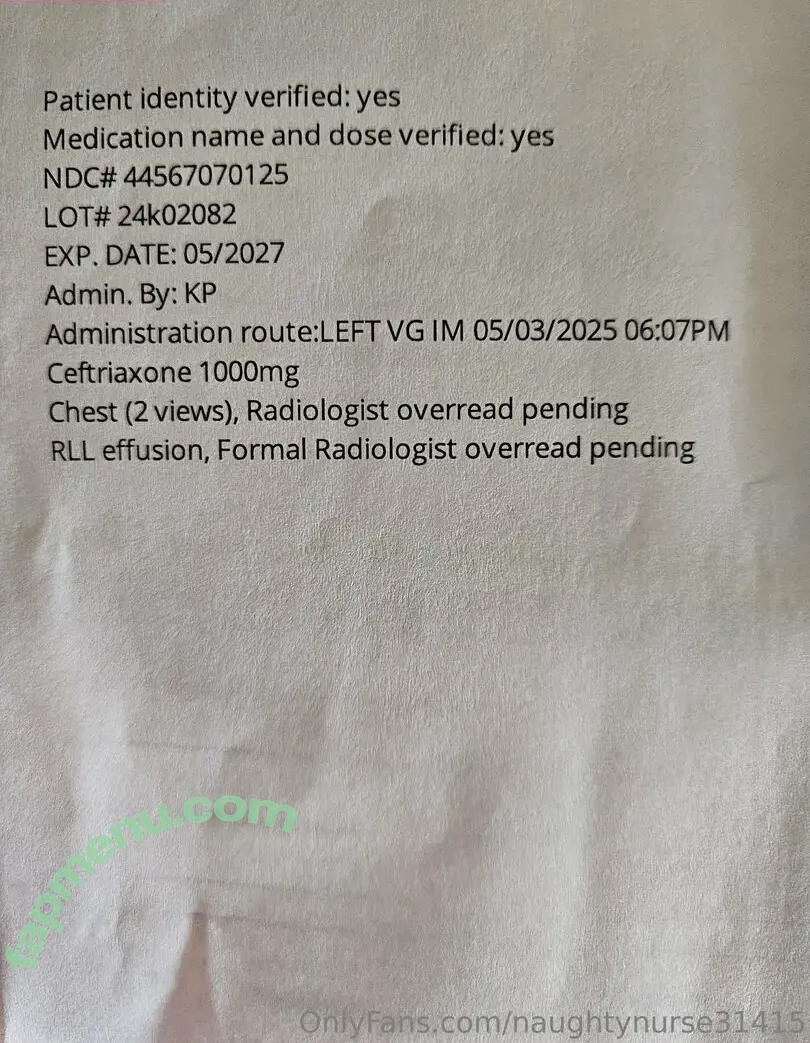 Patient identity verified: yes
Medication name and dose verified: yes
NDC# 44567070125
LOT# 24k02082
EXP. DATE: 05/2027
Admin. By: KP
Administration route:LEFT VG IM 05/03/2025 06:07PM
Ceftriaxone 1000mg
Chest (2 views), Radiologist overread pending
RLL effusion, Formal Radiologist overread pending
fapmenu.com
OnlyFans.com/naughtynurse31415